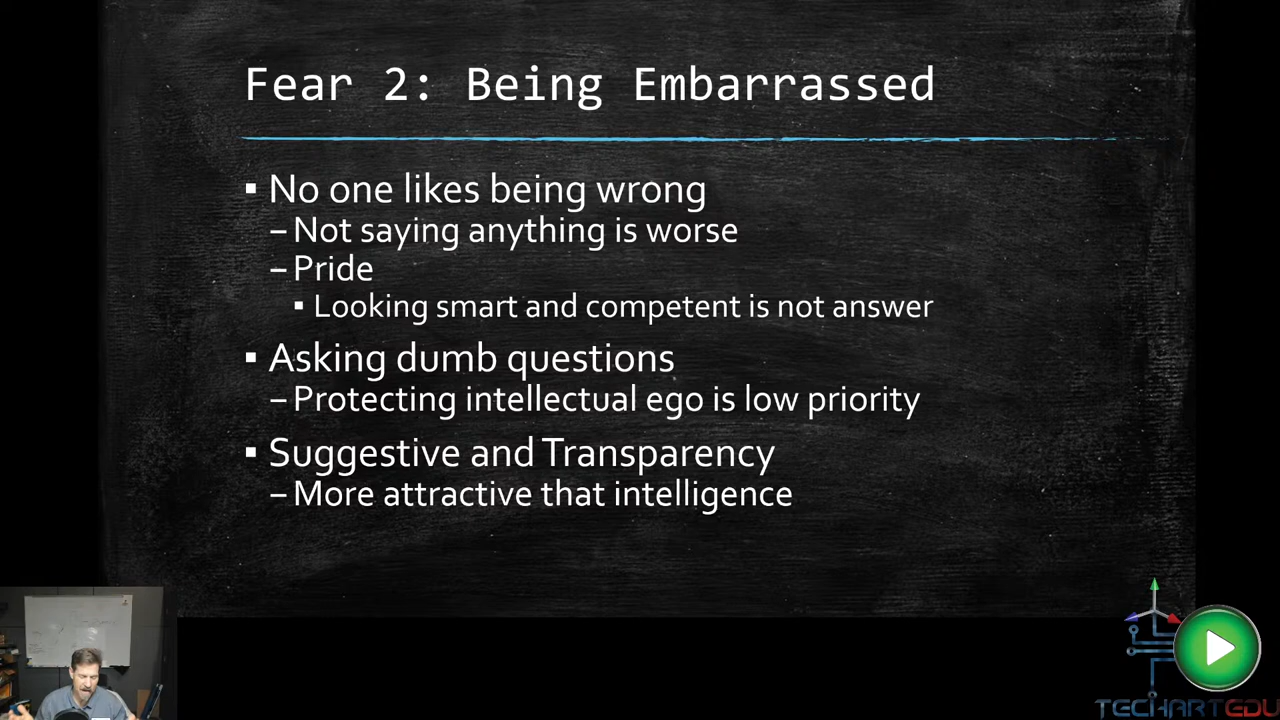 Fear 2: Being Embarrassed
▪ No one likes being wrong
– Not saying anything is worse
– Pride
▪ Looking smart and competent is not answer
▪ Asking dumb questions
– Protecting intellectual ego is low priority
▪ Suggestive and Transparency
– More attractive that intelligence
TECHARTEDU